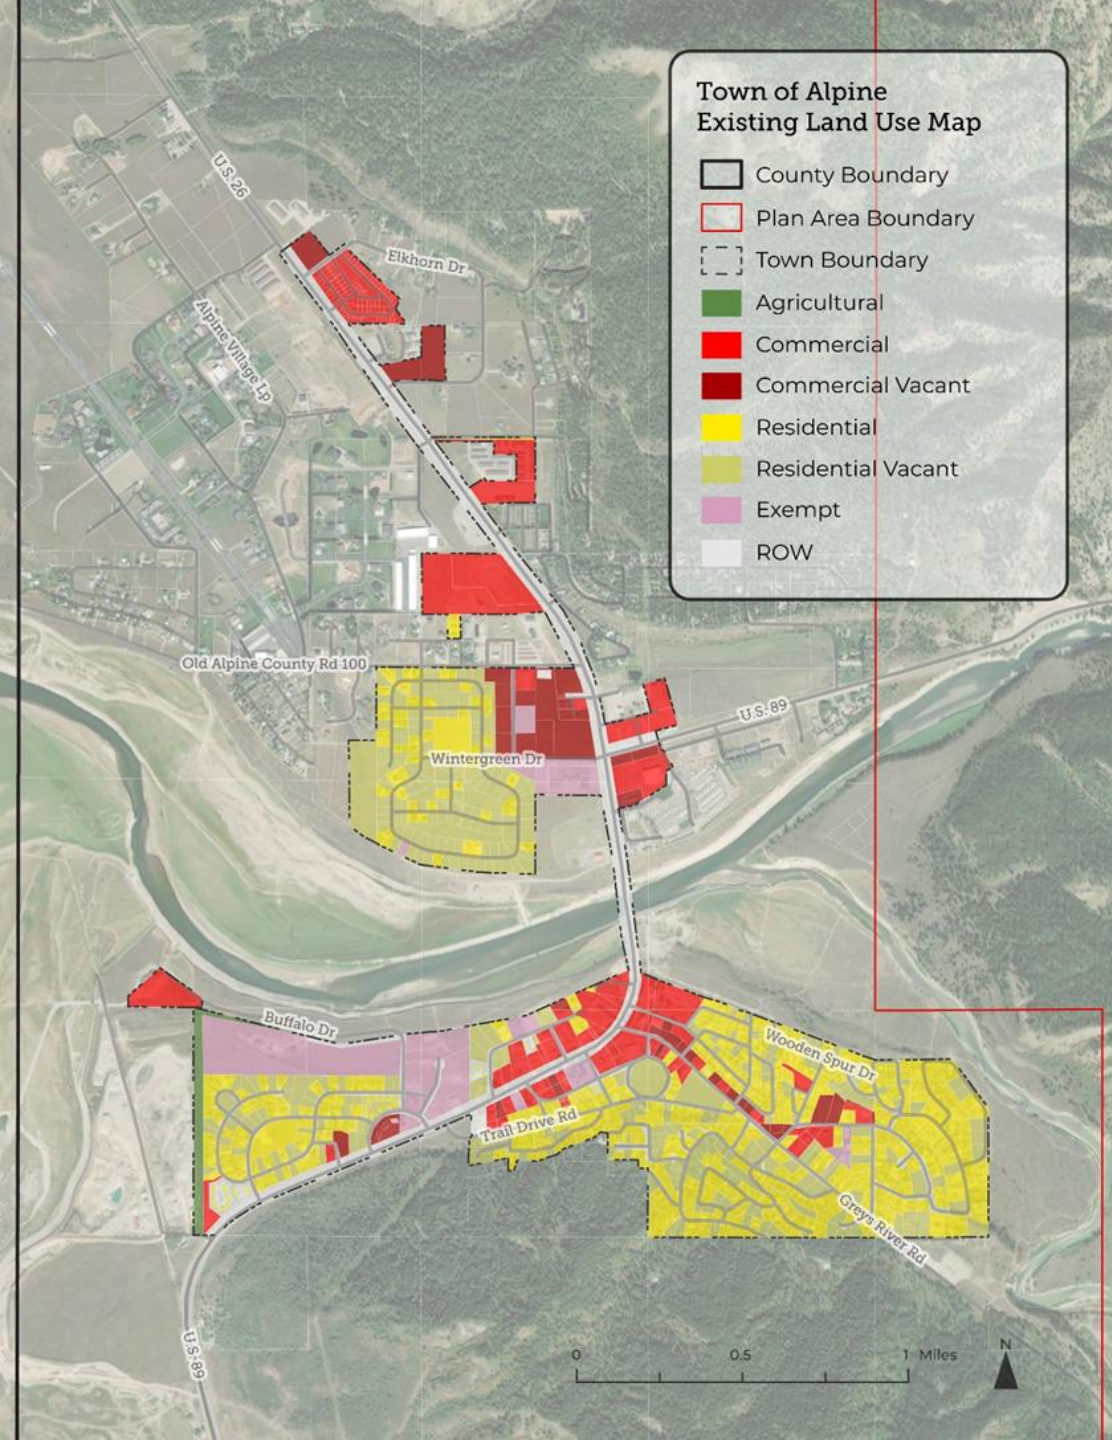 Town of Alpine
Existing Land Use Map
County Boundary
Plan Area Boundary
Town Boundary
Agricultural
Commercial
Commercial Vacant
Residential
Residential Vacant
Exempt
ROW
U.S. 26
Elkhorn Dr
Alpine Village Lp
Old Alpine County Rd 100
U.S. 89
Wintergreen Dr
Buffalo Dr
Wooden Spur Dr
Trail Drive Rd
Greys River Rd
U.S. 89
0 0.5 1 Miles
N